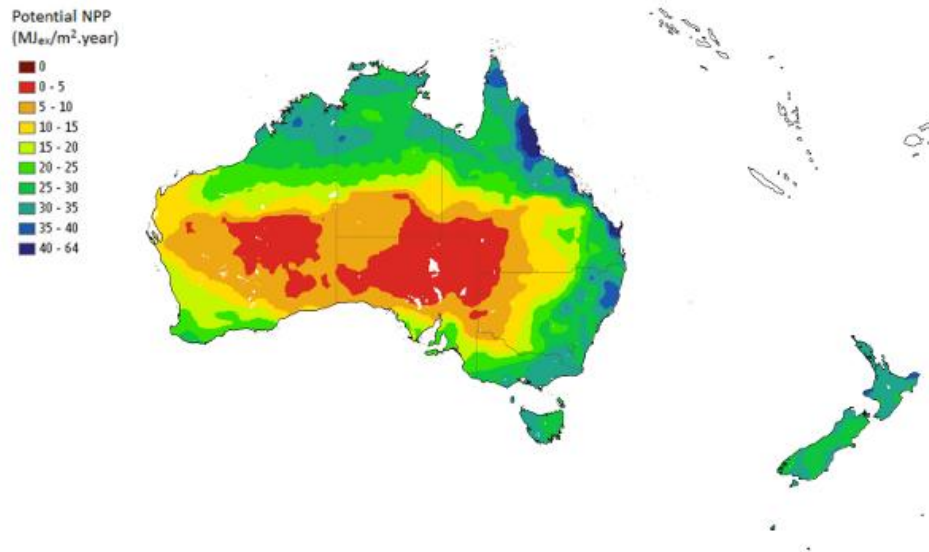 Potential NPP
(MJₑₓ/m².year)
0
0 - 5
5 - 10
10 - 15
15 - 20
20 - 25
25 - 30
30 - 35
35 - 40
40 - 64